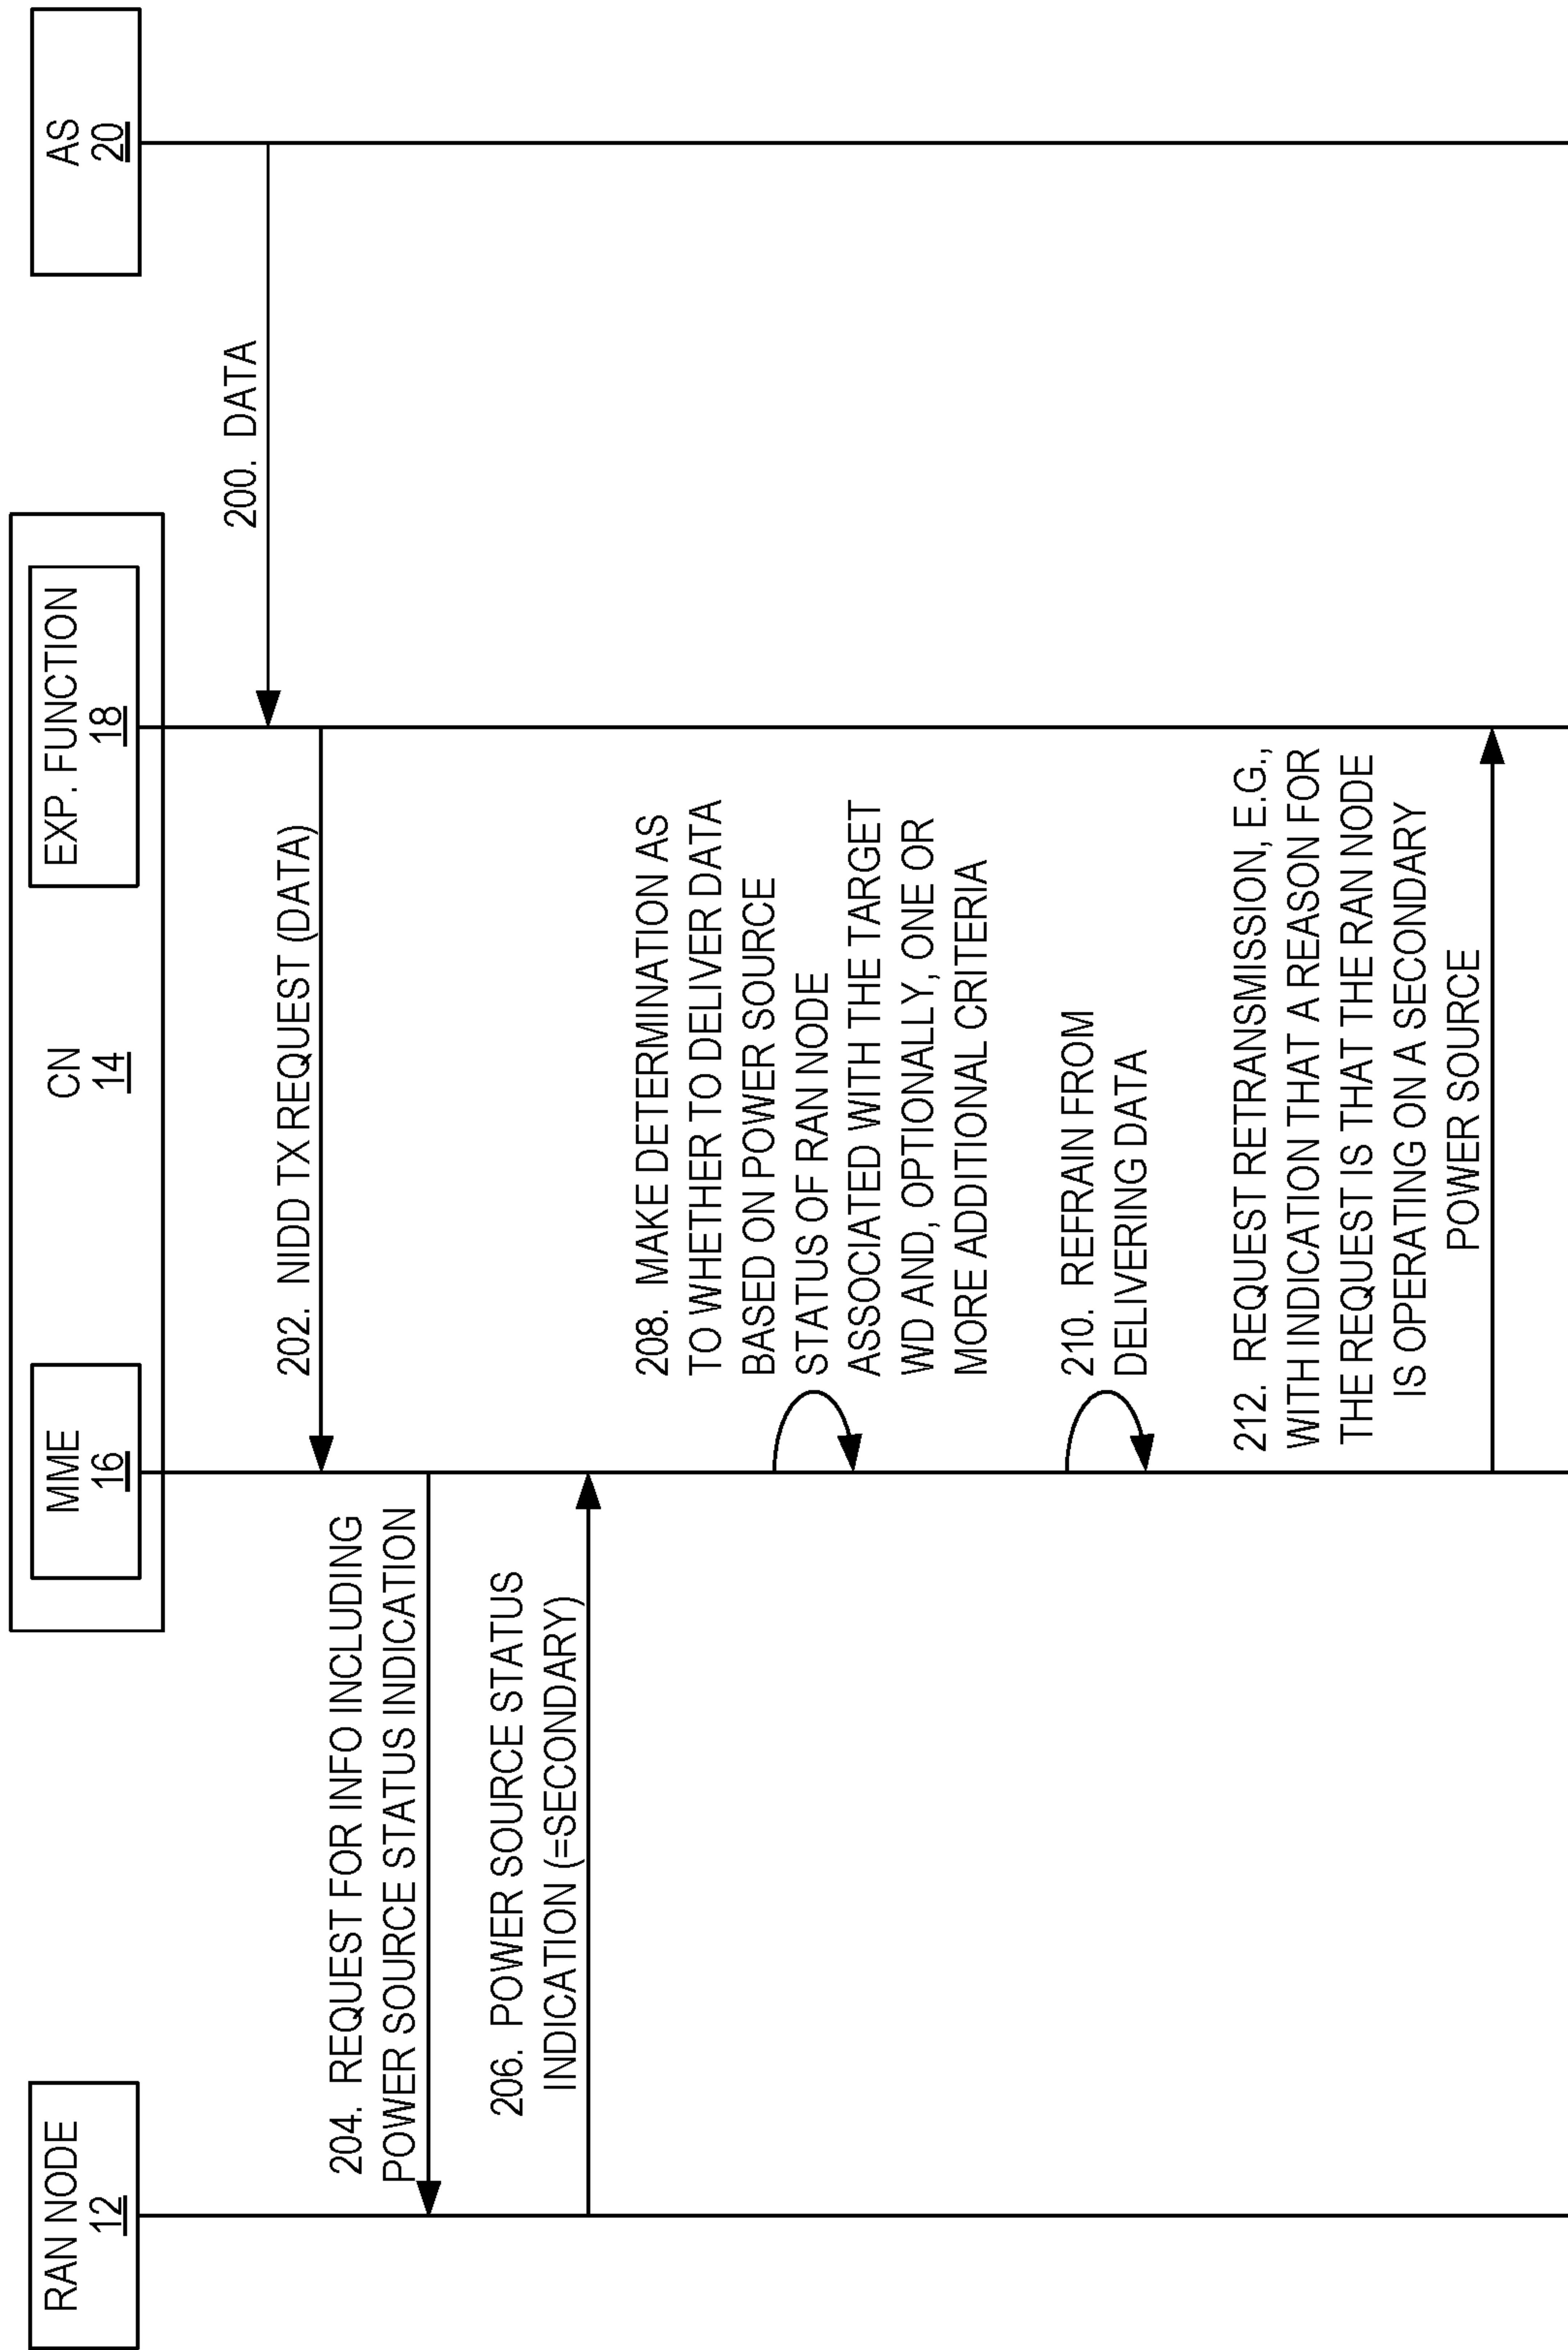 RAN NODE
12
CN
14
MME
16
EXP. FUNCTION
18
AS
20
200. DATA
202. NIDD TX REQUEST (DATA)
204. REQUEST FOR INFO INCLUDING
POWER SOURCE STATUS INDICATION
206. POWER SOURCE STATUS
INDICATION (=SECONDARY)
208. MAKE DETERMINATION AS
TO WHETHER TO DELIVER DATA
BASED ON POWER SOURCE
STATUS OF RAN NODE
ASSOCIATED WITH THE TARGET
WD AND, OPTIONALLY, ONE OR
MORE ADDITIONAL CRITERIA
210. REFRAIN FROM
DELIVERING DATA
212. REQUEST RETRANSMISSION, E.G.,
WITH INDICATION THAT A REASON FOR
THE REQUEST IS THAT THE RAN NODE
IS OPERATING ON A SECONDARY
POWER SOURCE